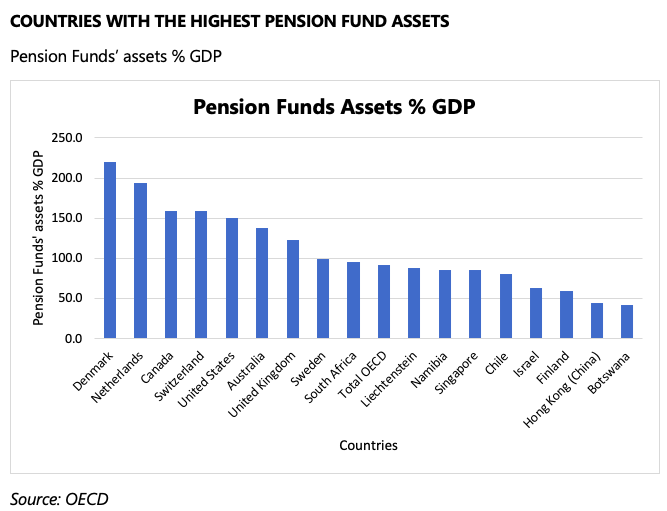 COUNTRIES WITH THE HIGHEST PENSION FUND ASSETS
Pension Funds' assets % GDP
Pension Funds Assets % GDP
Pension Funds' assets % GDP
250.0
200.0
150.0
100.0
50.0
0.0
Denmark
Netherlands
Canada
Switzerland
United States
Australia
United Kingdom
Sweden
South Africa
Total OECD
Liechtenstein
Namibia
Singapore
Chile
Israel
Finland
Hong Kong (China)
Botswana
Countries
Source: OECD